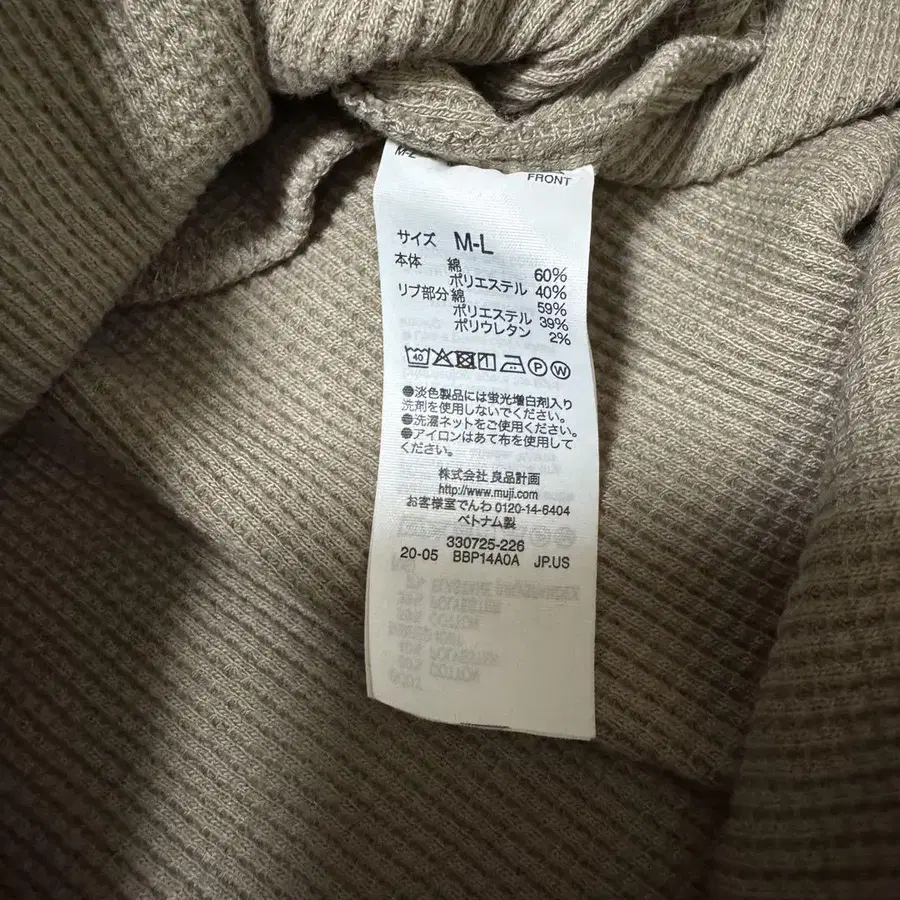 M-L
FRONT
サイズ M-L
本体 綿 60%
ポリエステル 40%
リブ部分 綿 59%
ポリエステル 39%
ポリウレタン 2%
40 P W
●淡色製品には蛍光増白剤入り
洗剤を使用しないでください。
●洗濯ネットをご使用ください。
●アイロンはあて布を使用して
ください。
株式会社 良品計画
http://www.muji.com
お客様室でんわ 0120-14-6404
ベトナム製
330725-226
20-05 BBP14A0A JP.US